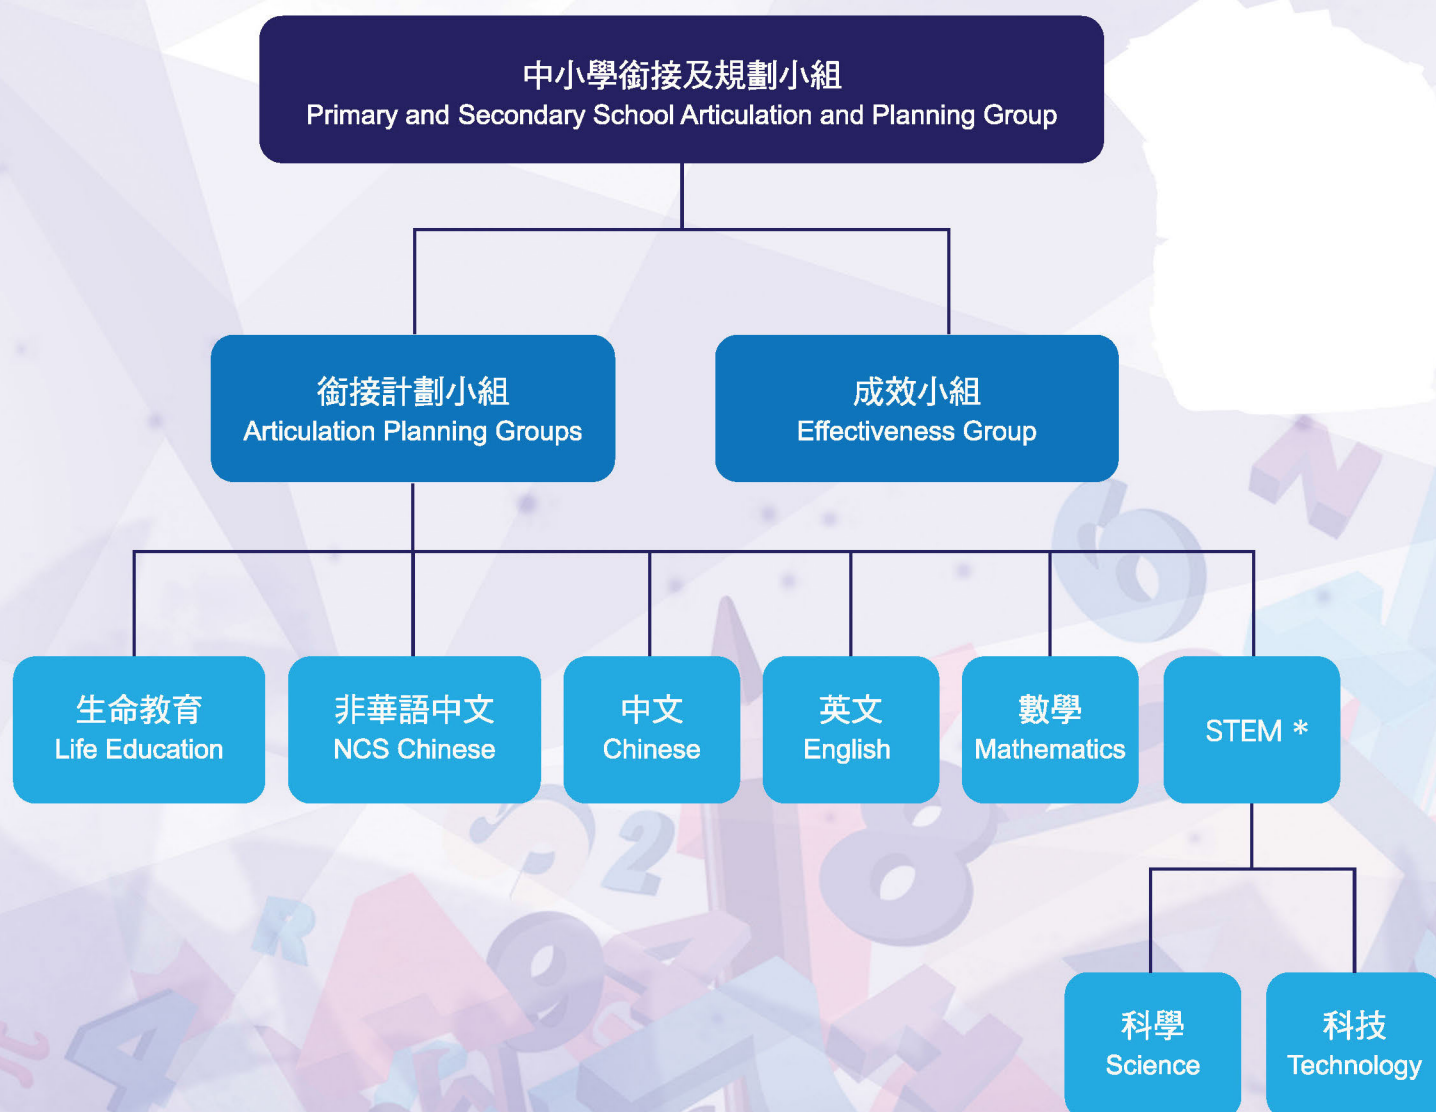 中小學銜接及規劃小組
Primary and Secondary School Articulation and Planning Group
銜接計劃小組
Articulation Planning Groups
成效小組
Effectiveness Group
生命教育
Life Education
非華語中文
NCS Chinese
中文
Chinese
英文
English
數學
Mathematics
STEM *
科學
Science
科技
Technology